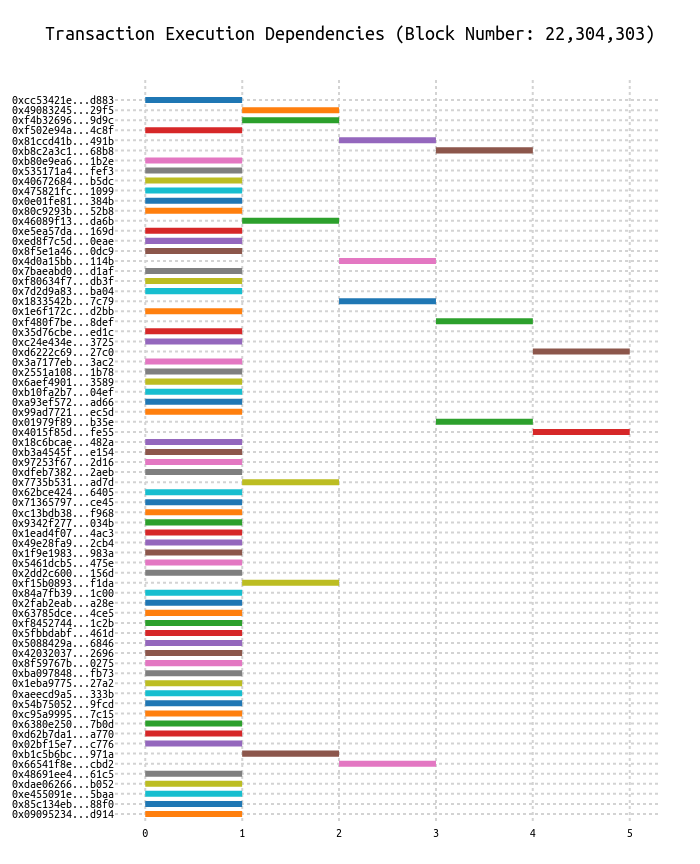 Transaction Execution Dependencies (Block Number: 22,304,303)
0xcc53421e...d883
0x49083245...29f5
0xf4b32696...9d9c
0xf502e94a...4c8f
0x81ccd41b...491b
0xb8c2a3c1...68b8
0xb80e9ea6...1b2e
0x535171a4...fef3
0x40672684...b5dc
0x475821fc...1099
0x0e01fe81...384b
0x80c9293b...52b8
0x46089f13...da6b
0xe5ea57da...169d
0xed8f7c5d...0eae
0x8f5e1a46...0dc9
0x4d0a15bb...114b
0x7baeabd0...d1af
0xf80634f7...db3f
0x7d2d9a83...ba04
0x1833542b...7c79
0x1e6f172c...d2bb
0xf480f7be...8def
0x35d76cbe...ed1c
0xc24e434e...3725
0xd6222c69...27c0
0x3a7177eb...3ac2
0x2551a108...1b78
0x6aef4901...3589
0xb10fa2b7...04ef
0xa93ef572...ad66
0x99ad7721...ec5d
0x01979f89...b35e
0x4015f85d...fe55
0x18c6bcae...482a
0xb3a4545f...e154
0x97253f67...2d16
0xdfeb7382...2aeb
0x7735b531...ad7d
0x62bce424...6405
0x71365797...ce45
0xc13bdb38...f968
0x9342f277...034b
0x1ead4f07...4ac3
0x49e28fa9...2cb4
0x1f9e1983...983a
0x5461dcb5...475e
0x2dd2c600...156d
0xf15b0893...f1da
0x84a7fb39...1c00
0x2fab2eab...a28e
0x63785dce...4ce5
0xf8452744...1c2b
0x5fbbdabf...461d
0x5088429a...6846
0x42032037...2696
0x8f59767b...0275
0xba097848...fb73
0x1eba9775...27a2
0xaeecd9a5...333b
0x54b75052...9fcd
0xc95a9995...7c15
0x6380e250...7b0d
0xd62b7da1...a770
0x02bf15e7...c776
0xb1c5b6bc...971a
0x66541f8e...cbd2
0x48691ee4...61c5
0xdae06266...b052
0xe455091e...5baa
0x85c134eb...88f0
0x09095234...d914
0 1 2 3 4 5